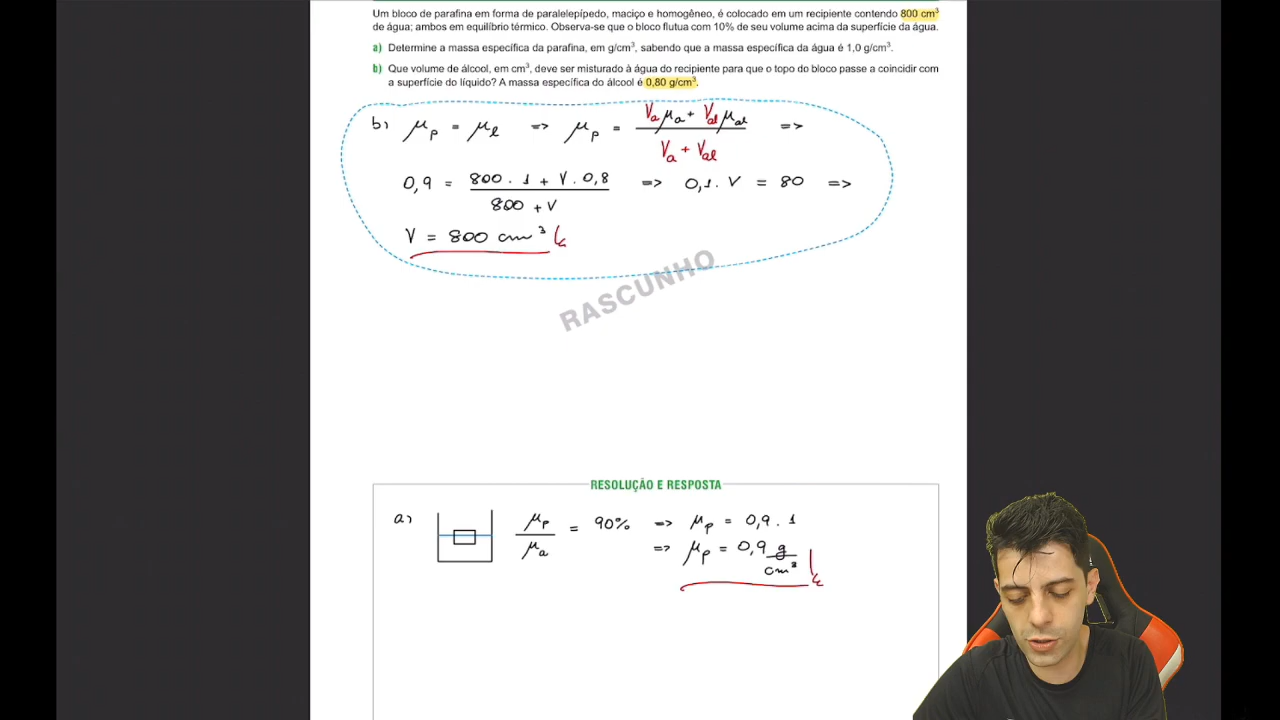 Um bloco de parafina em forma de paralelepípedo, maciço e homogêneo, é colocado em um recipiente contendo 800 cm³
de água; ambos em equilíbrio térmico. Observa-se que o bloco flutua com 10% de seu volume acima da superfície da água.
a) Determine a massa específica da parafina, em g/cm³, sabendo que a massa específica da água é 1,0 g/cm³.
b) Que volume de álcool, em cm³, deve ser misturado à água do recipiente para que o topo do bloco passe a coincidir com
a superfície do líquido? A massa específica do álcool é 0,80 g/cm³.
b) μp = μl => μp = (Va μa + Val μal) / (Va + Val) =>
0,9 = (800 . 1 + V . 0,8) / (800 + V) => 0,1 . V = 80 =>
V = 800 cm³
RASCUNHO
RESOLUÇÃO E RESPOSTA
a) μp / μa = 90% => μp = 0,9 . 1
=> μp = 0,9 g/cm³